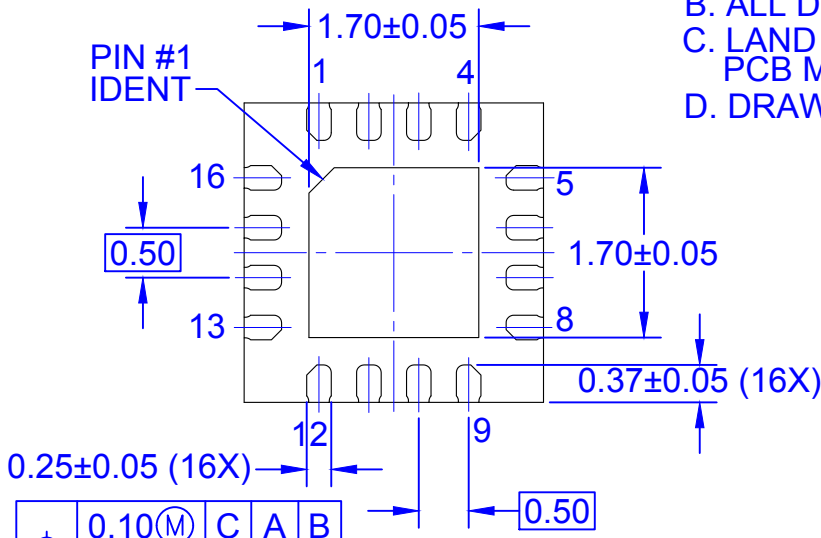 B. ALL D
C. LAND
PCB M
D. DRAW
1.70±0.05
PIN #1
IDENT
1
4
16
5
0.50
1.70±0.05
13
8
0.37±0.05 (16X)
12
9
0.25±0.05 (16X)
0.10Ⓜ C A B
0.50